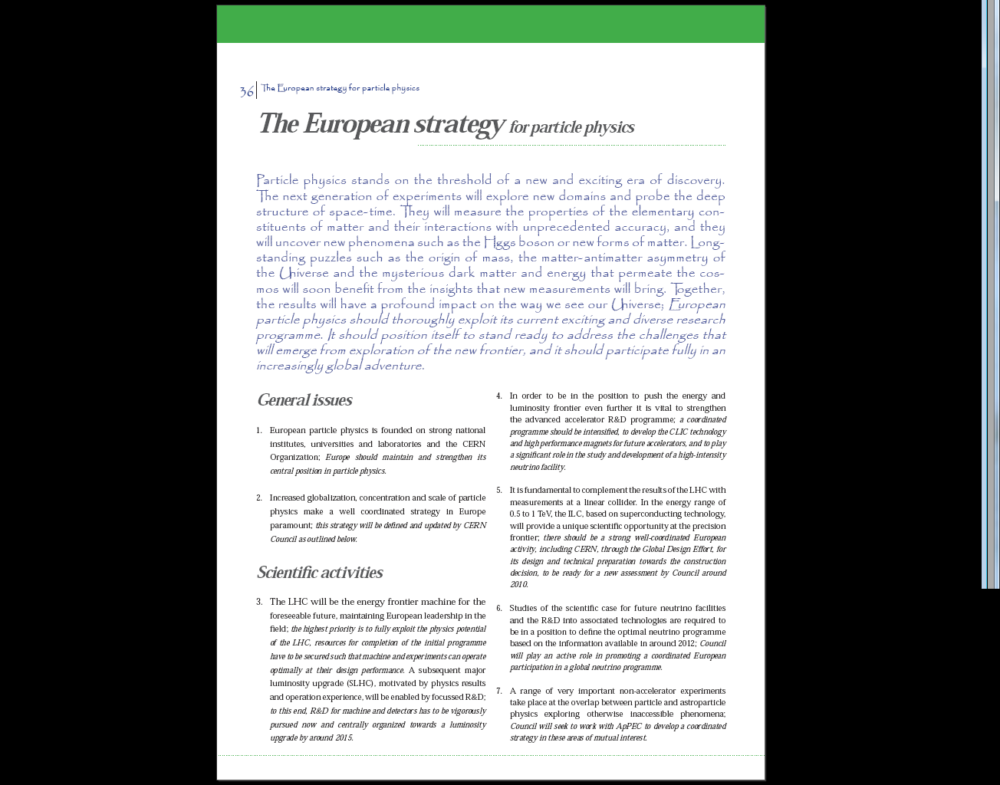 36 The European strategy for particle physics
The European strategy for particle physics
Particle physics stands on the threshold of a new and exciting era of discovery.
The next generation of experiments will explore new domains and probe the deep
structure of space-time. They will measure the properties of the elementary con-
stituents of matter and their interactions with unprecedented accuracy, and they
will uncover new phenomena such as the Higgs boson or new forms of matter. Long-
standing puzzles such as the origin of mass, the matter-antimatter asymmetry of
the Universe and the mysterious dark matter and energy that permeate the cos-
mos will soon benefit from the insights that new measurements will bring. Together,
the results will have a profound impact on the way we see our Universe; European
particle physics should thoroughly exploit its current exciting and diverse research
programme. It should position itself to stand ready to address the challenges that
will emerge from exploration of the new frontier, and it should participate fully in an
increasingly global adventure.
General issues
1. European particle physics is founded on strong national
institutes, universities and laboratories and the CERN
Organization; Europe should maintain and strengthen its
central position in particle physics.
2. Increased globalization, concentration and scale of particle
physics make a well coordinated strategy in Europe
paramount; this strategy will be defined and updated by CERN
Council as outlined below.
Scientific activities
3. The LHC will be the energy frontier machine for the
foreseeable future, maintaining European leadership in the
field; the highest priority is to fully exploit the physics potential
of the LHC, resources for completion of the initial programme
have to be secured such that machine and experiments can operate
optimally at their design performance. A subsequent major
luminosity upgrade (SLHC), motivated by physics results
and operation experience, will be enabled by focussed R&D;
to this end, R&D for machine and detectors has to be vigorously
pursued now and centrally organized towards a luminosity
upgrade by around 2015.
4. In order to be in the position to push the energy and
luminosity frontier even further it is vital to strengthen
the advanced accelerator R&D programme; a coordinated
programme should be intensified, to develop the CLIC technology
and high performance magnets for future accelerators, and to play
a significant role in the study and development of a high-intensity
neutrino facility.
5. It is fundamental to complement the results of the LHC with
measurements at a linear collider. In the energy range of
0.5 to 1 TeV, the ILC, based on superconducting technology,
will provide a unique scientific opportunity at the precision
frontier; there should be a strong well-coordinated European
activity, including CERN, through the Global Design Effort, for
its design and technical preparation towards the construction
decision, to be ready for a new assessment by Council around
2010.
6. Studies of the scientific case for future neutrino facilities
and the R&D into associated technologies are required to
be in a position to define the optimal neutrino programme
based on the information available in around 2012; Council
will play an active role in promoting a coordinated European
participation in a global neutrino programme.
7. A range of very important non-accelerator experiments
take place at the overlap between particle and astroparticle
physics exploring otherwise inaccessible phenomena;
Council will seek to work with ApPEC to develop a coordinated
strategy in these areas of mutual interest.